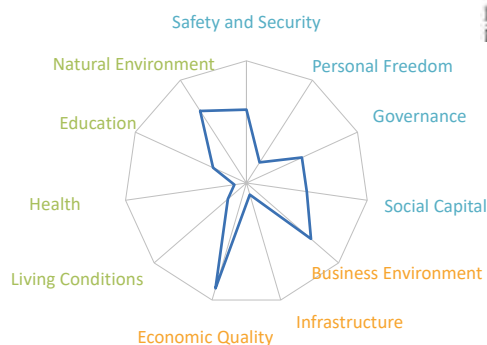 Safety and Security
Natural Environment
Personal Freedom
Education
Governance
Health
Social Capital
Living Conditions
Business Environment
Economic Quality
Infrastructure